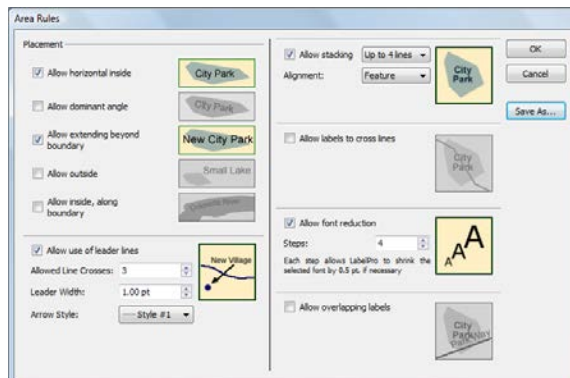 Area Rules
Placement
Allow horizontal inside
City Park
Allow dominant angle
City Park
Allow extending beyond
boundary
New City Park
Allow outside
Small Lake
Allow inside, along
boundary
Allow use of leader lines
New Village
Allowed Line Crosses: 3
Leader Width: 1.00 pt
Arrow Style: Style #1
Allow stacking Up to 4 lines
Alignment: Feature
City
Park
Allow labels to cross lines
City
Park
Allow font reduction
Steps: 4
Each step allows LabelPro to shrink the
selected font by 0.5 pt. if necessary
A A A
Allow overlapping labels
City
Park
OK
Cancel
Save As...